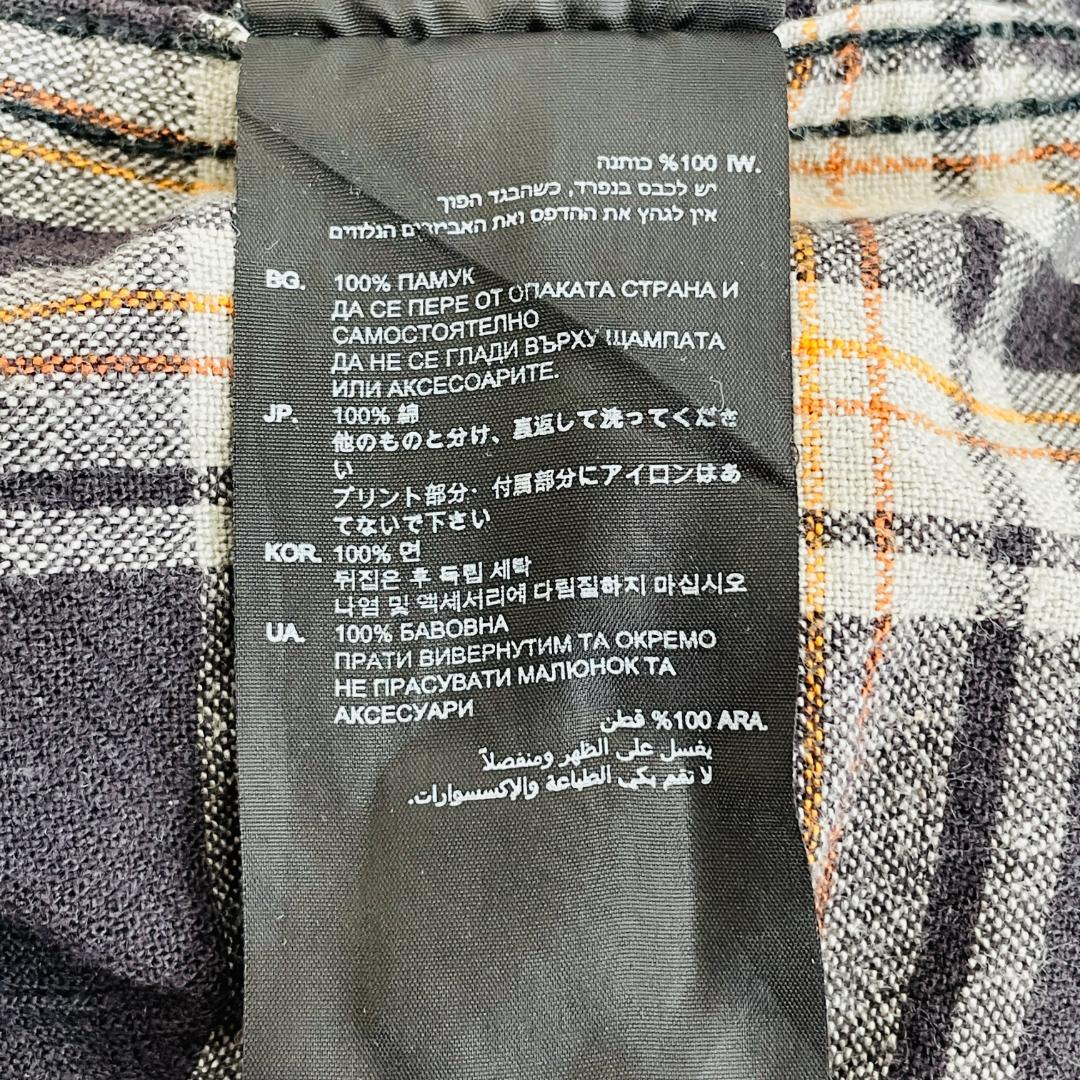 IW. 100% כותנה
יש לכבס בנפרד, כשהבגד הפוך
אין לגהץ את ההדפס ואת האביזרים הנלווים
BG. 100% ПАМУК
ДА СЕ ПЕРЕ ОТ ОПАКАТА СТРАНА И
САМОСТОЯТЕЛНО
ДА НЕ СЕ ГЛАДИ ВЪРХУ ЩАМПАТА
ИЛИ АКСЕСОАРИТЕ.
JP. 100% 綿
他のものと分け、裏返して洗ってくださ
い
プリント部分・付属部分にアイロンはあ
てないで下さい
KOR. 100% 면
뒤집은 후 독립 세탁
나염 및 액세서리에 다림질하지 마십시오
UA. 100% БАВОВНА
ПРАТИ ВИВЕРНУТИМ ТА ОКРЕМО
НЕ ПРАСУВАТИ МАЛЮНОК ТА
АКСЕСУАРИ
ARA. 100% قطن
يغسل على الظهر ومنفصلاً
لا تقم بكي الطباعة والإكسسوارات.